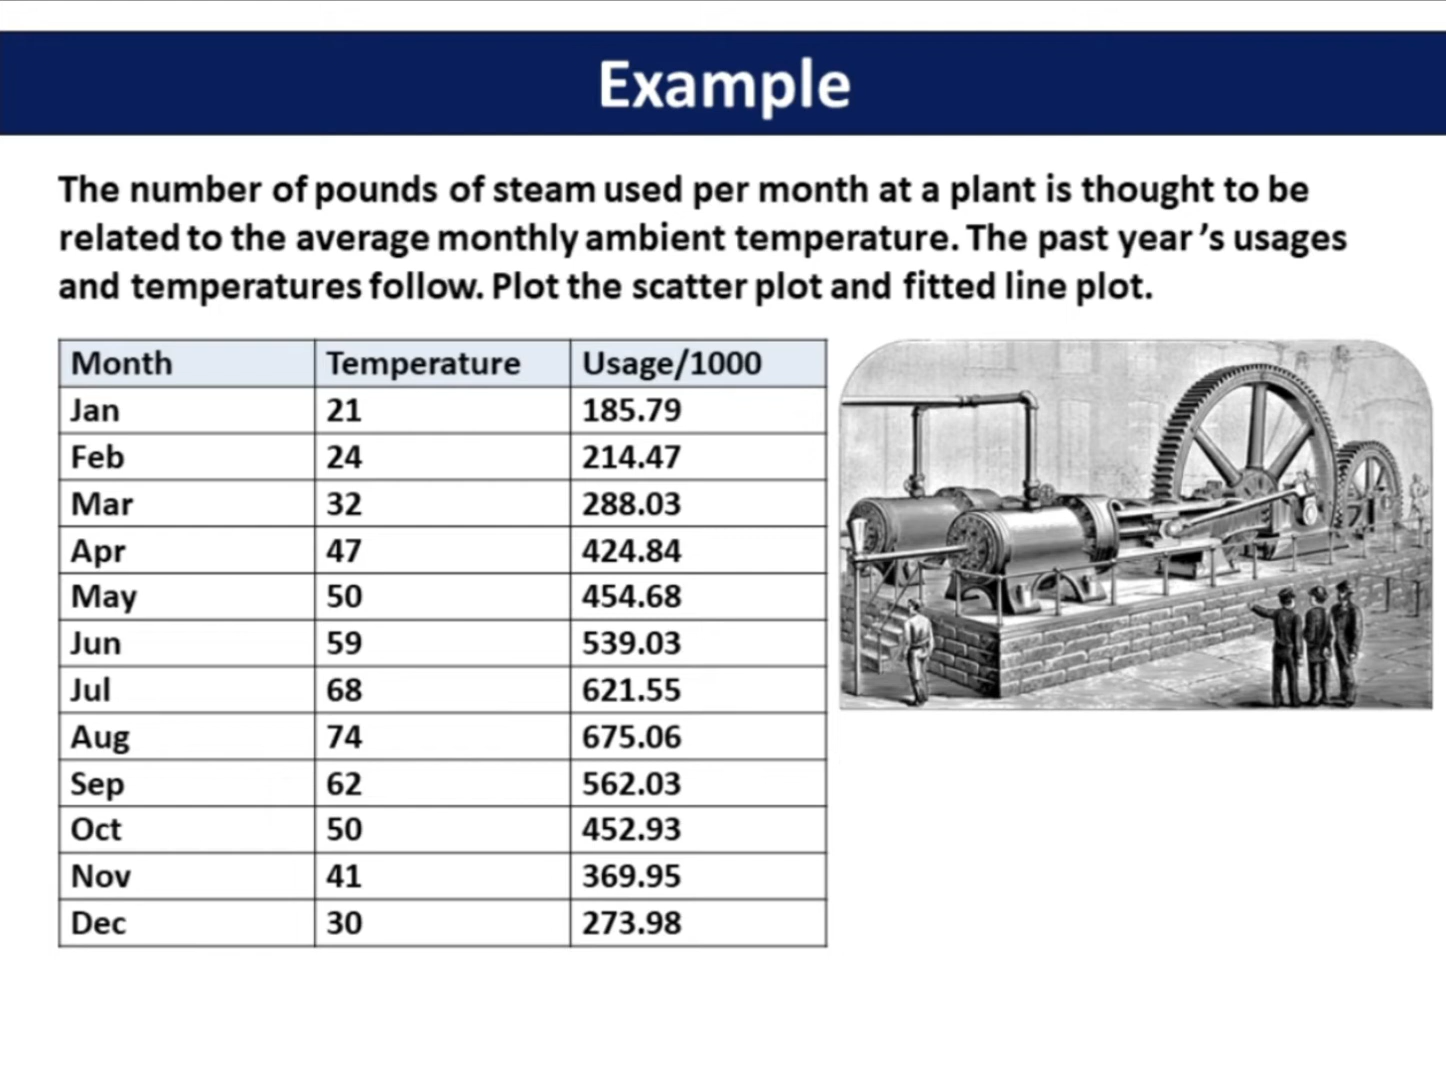 Example
The number of pounds of steam used per month at a plant is thought to be
related to the average monthly ambient temperature. The past year 's usages
and temperatures follow. Plot the scatter plot and fitted line plot.
Month Temperature Usage/1000
Jan 21 185.79
Feb 24 214.47
Mar 32 288.03
Apr 47 424.84
May 50 454.68
Jun 59 539.03
Jul 68 621.55
Aug 74 675.06
Sep 62 562.03
Oct 50 452.93
Nov 41 369.95
Dec 30 273.98